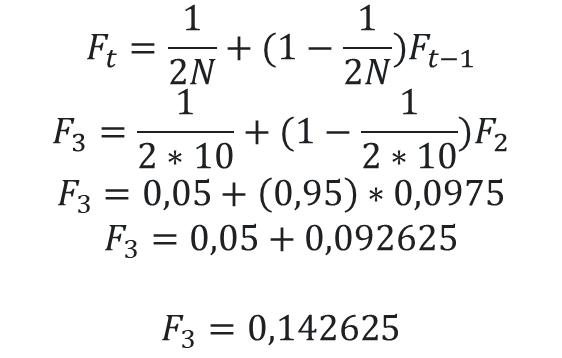 F_t = 1/2N + (1 − 1/2N)F_{t−1}
F_3 = 1/2 ∗ 10 + (1 − 1/2 ∗ 10)F_2
F_3 = 0,05 + (0,95) ∗ 0,0975
F_3 = 0,05 + 0,092625
F_3 = 0,142625